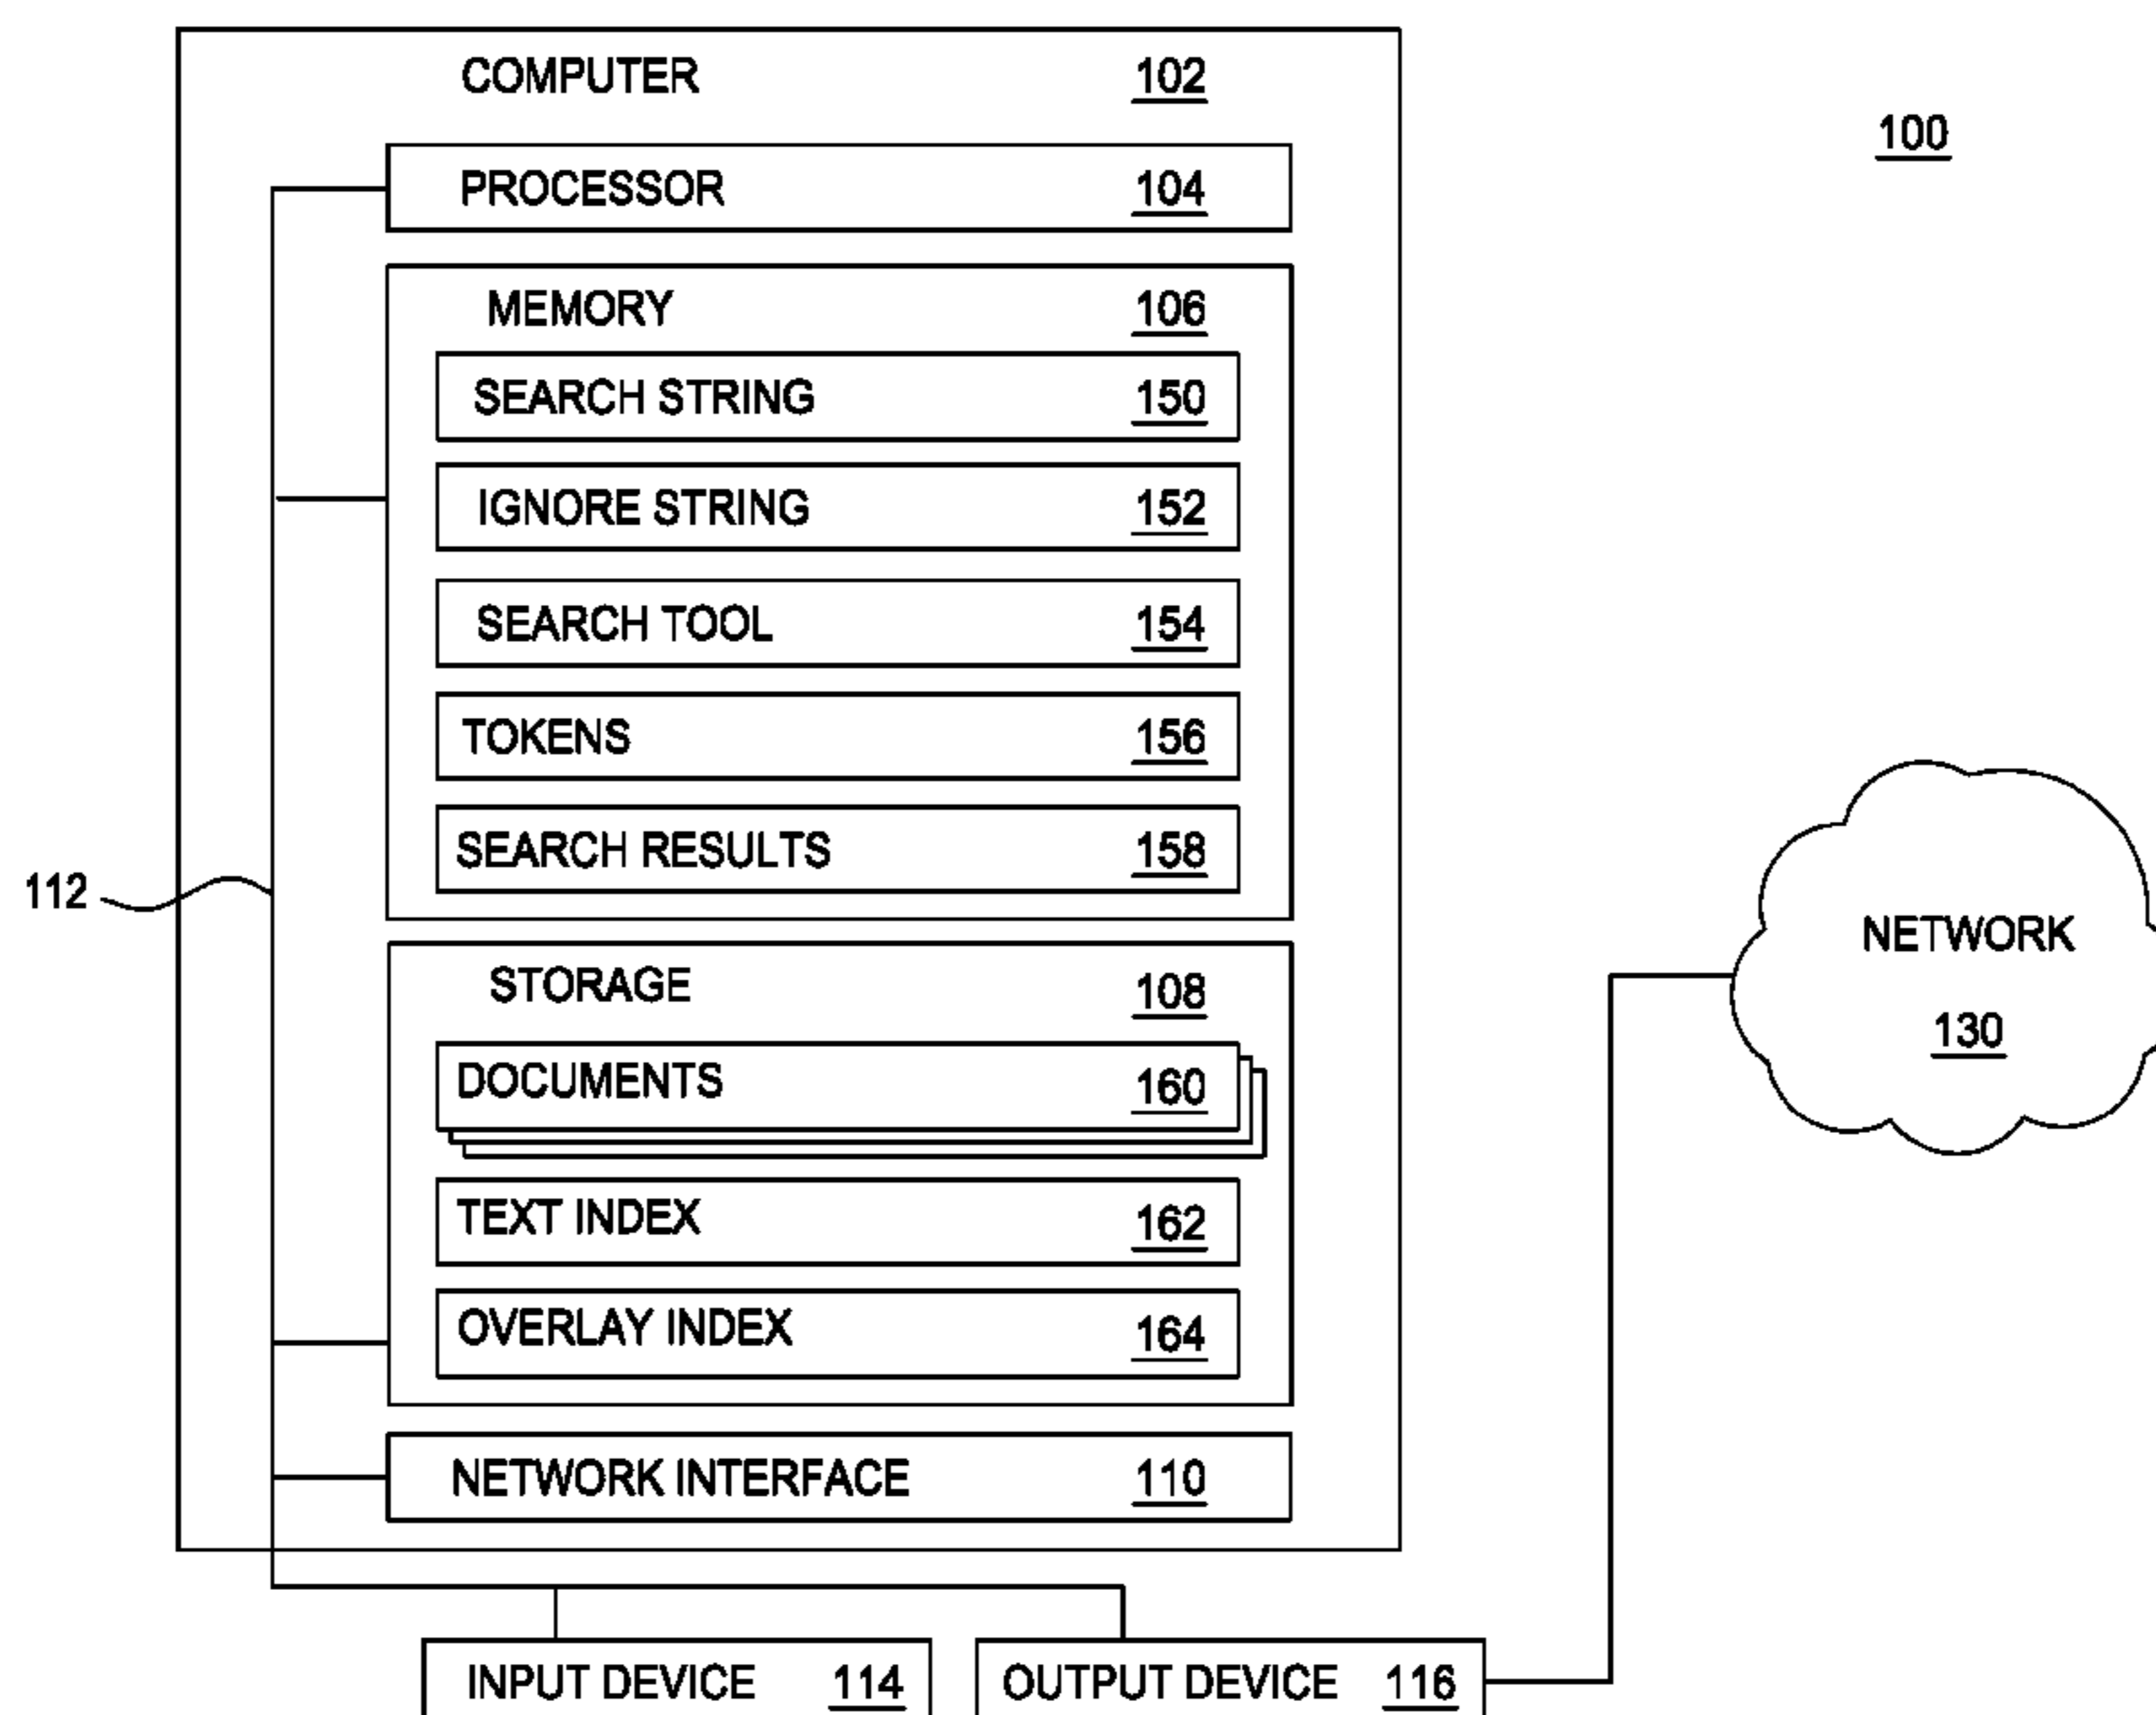 COMPUTER 102
100
PROCESSOR 104
MEMORY 106
SEARCH STRING 150
IGNORE STRING 152
SEARCH TOOL 154
TOKENS 156
SEARCH RESULTS 158
112
NETWORK
130
STORAGE 108
DOCUMENTS 160
TEXT INDEX 162
OVERLAY INDEX 164
NETWORK INTERFACE 110
INPUT DEVICE 114
OUTPUT DEVICE 116